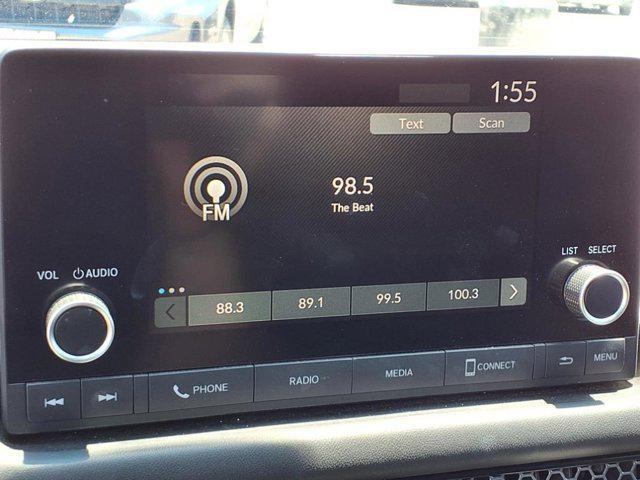 1:55
Text Scan
98.5
FM
The Beat
LIST SELECT
VOL AUDIO
88.3 89.1 99.5 100.3
PHONE RADIO MEDIA CONNECT MENU